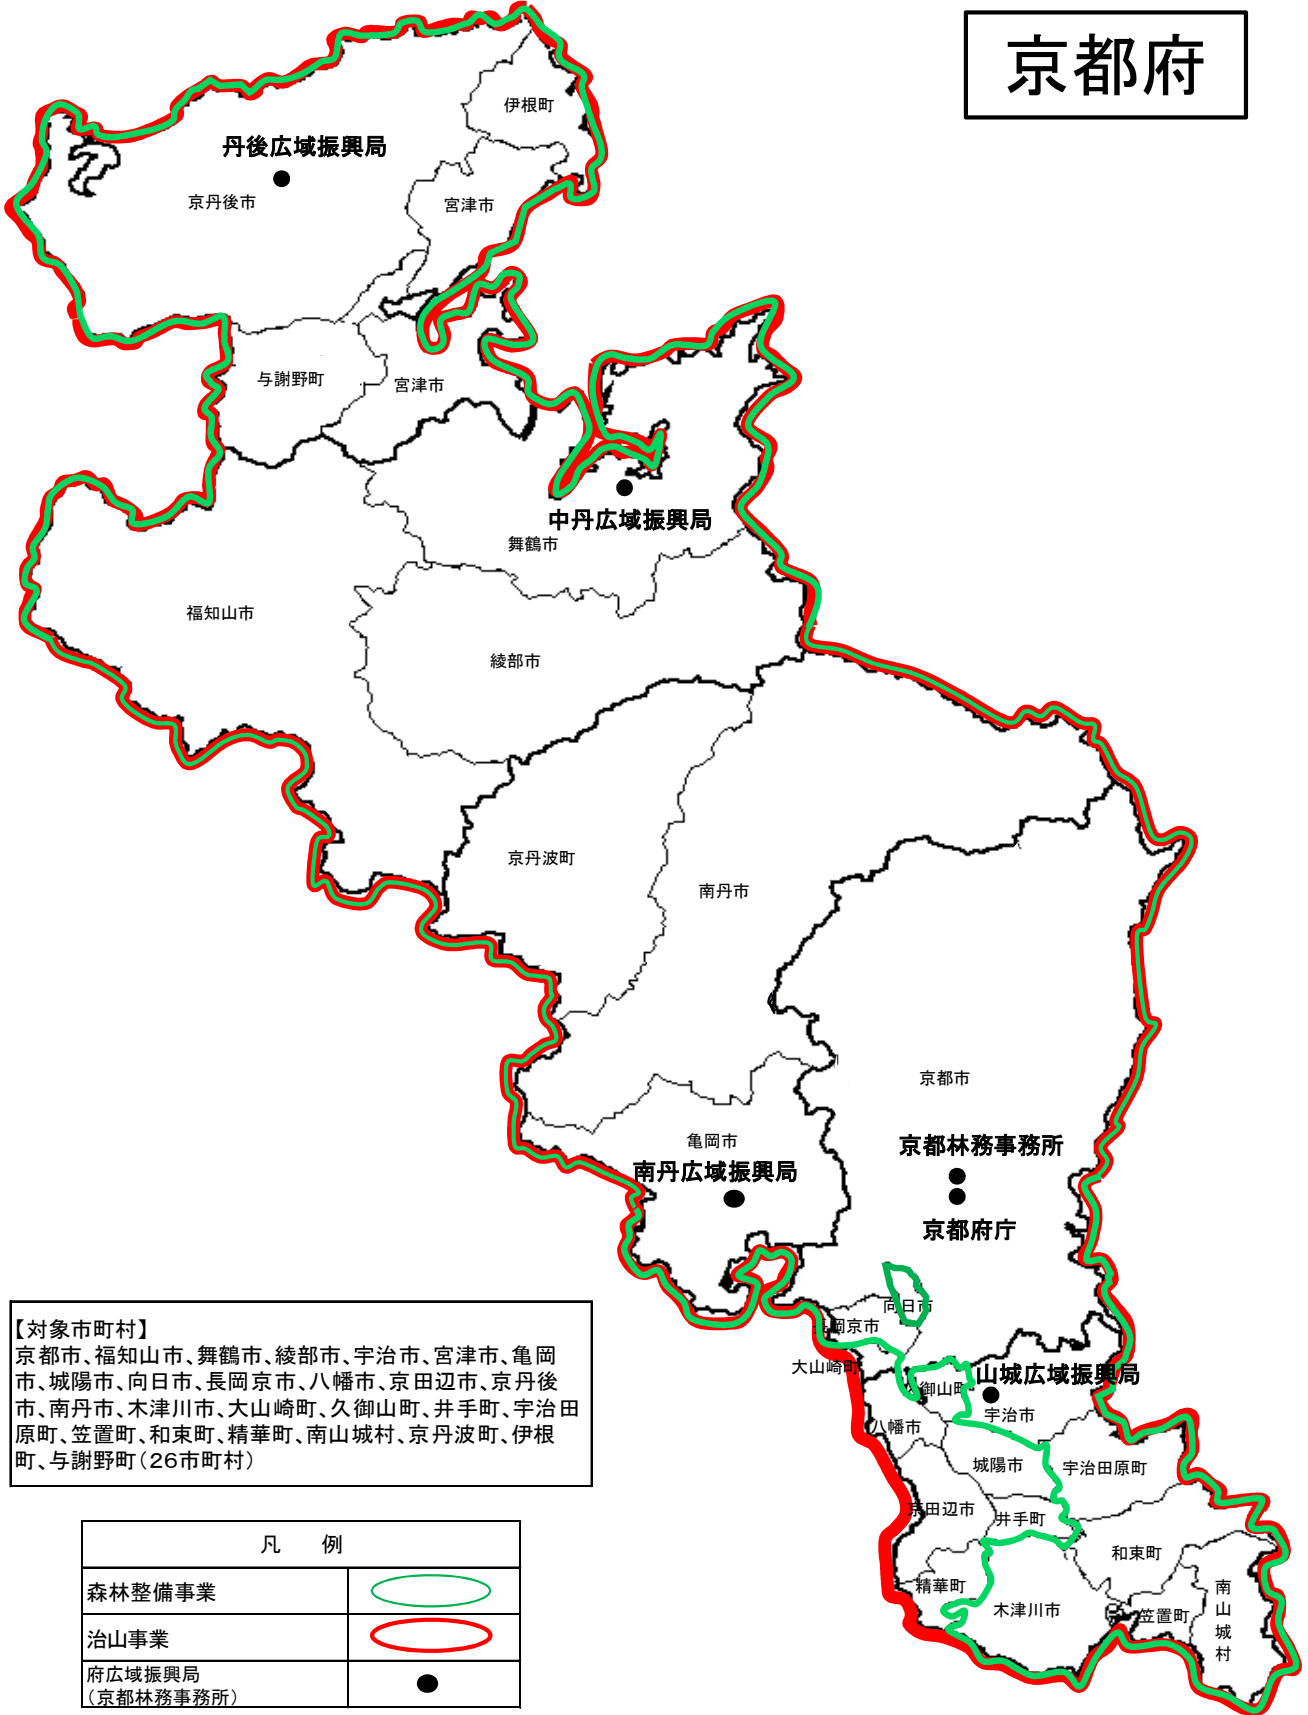 京都府
伊根町
丹後広域振興局
京丹後市
宮津市
与謝野町
宮津市
中丹広域振興局
舞鶴市
福知山市
綾部市
京丹波町
南丹市
京都市
亀岡市
京都林務事務所
南丹広域振興局
京都府庁
向日市
長岡京市
大山崎町
山城広域振興局
久御山町
宇治市
八幡市
城陽市
宇治田原町
京田辺市
井手町
和束町
精華町
木津川市
笠置町
南山城村
【対象市町村】
京都市、福知山市、舞鶴市、綾部市、宇治市、宮津市、亀岡
市、城陽市、向日市、長岡京市、八幡市、京田辺市、京丹後
市、南丹市、木津川市、大山崎町、久御山町、井手町、宇治田
原町、笠置町、和束町、精華町、南山城村、京丹波町、伊根
町、与謝野町(26市町村)
凡　例
森林整備事業
治山事業
府広域振興局
(京都林務事務所)